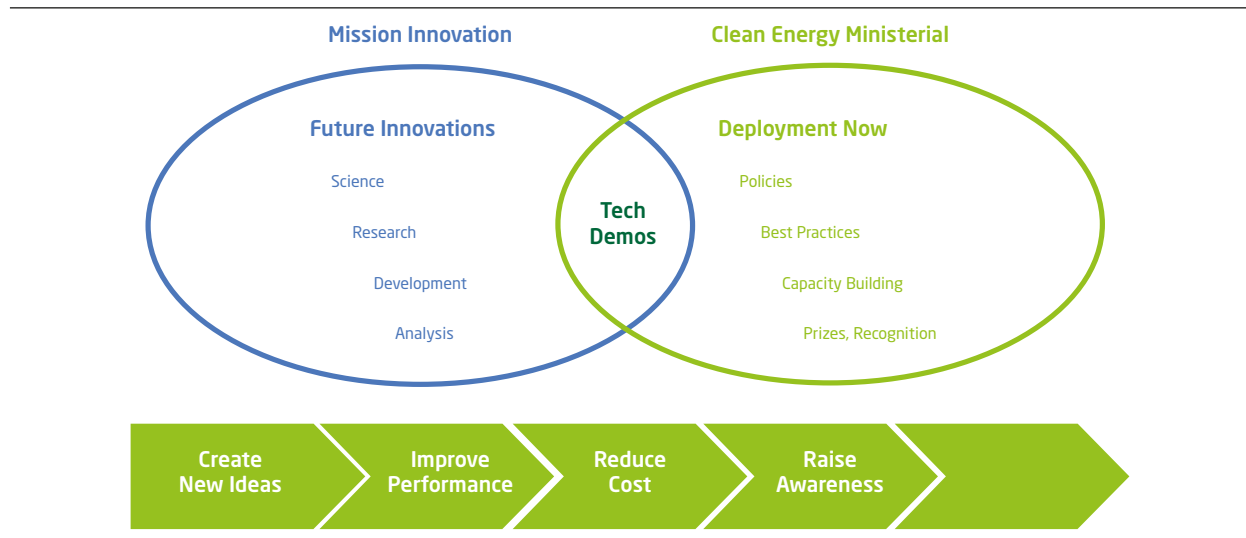 Mission Innovation
Clean Energy Ministerial
Future Innovations
Science
Research
Development
Analysis
Tech
Demos
Deployment Now
Policies
Best Practices
Capacity Building
Prizes, Recognition
Create
New Ideas
Improve
Performance
Reduce
Cost
Raise
Awareness